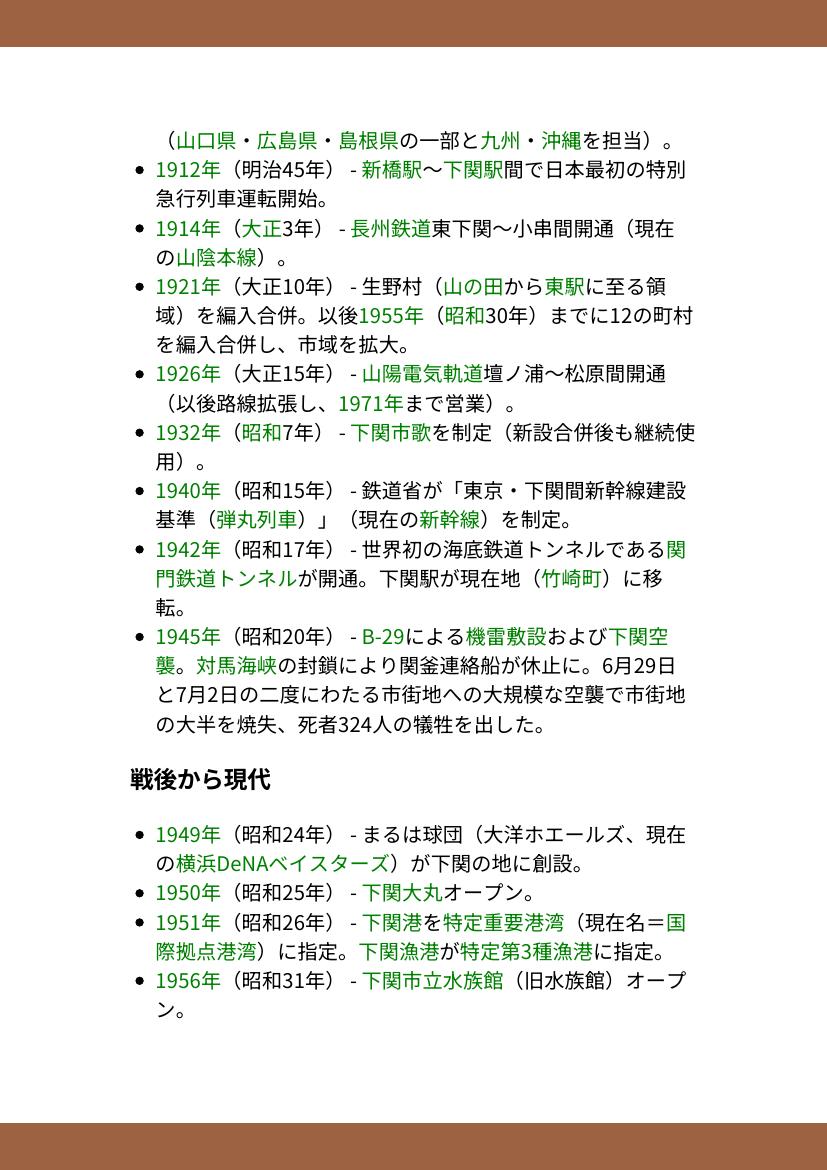 （山口県・広島県・島根県の一部と九州・沖縄を担当）。
• 1912年（明治45年） - 新橋駅〜下関駅間で日本最初の特別
急行列車運転開始。
• 1914年（大正3年） - 長州鉄道東下関〜小串間開通（現在
の山陰本線）。
• 1921年（大正10年） - 生野村（山の田から東駅に至る領
域）を編入合併。以後1955年（昭和30年）までに12の町村
を編入合併し、市域を拡大。
• 1926年（大正15年） - 山陽電気軌道壇ノ浦〜松原間開通
（以後路線拡張し、1971年まで営業）。
• 1932年（昭和7年） - 下関市歌を制定（新設合併後も継続使
用）。
• 1940年（昭和15年） - 鉄道省が「東京・下関間新幹線建設
基準（弾丸列車）」（現在の新幹線）を制定。
• 1942年（昭和17年） - 世界初の海底鉄道トンネルである関
門鉄道トンネルが開通。下関駅が現在地（竹崎町）に移
転。
• 1945年（昭和20年） - B-29による機雷敷設および下関空
襲。対馬海峡の封鎖により関釜連絡船が休止に。6月29日
と7月2日の二度にわたる市街地への大規模な空襲で市街地
の大半を焼失、死者324人の犠牲を出した。
戦後から現代
• 1949年（昭和24年） - まるは球団（大洋ホエールズ、現在
の横浜DeNAベイスターズ）が下関の地に創設。
• 1950年（昭和25年） - 下関大丸オープン。
• 1951年（昭和26年） - 下関港を特定重要港湾（現在名＝国
際拠点港湾）に指定。下関漁港が特定第3種漁港に指定。
• 1956年（昭和31年） - 下関市立水族館（旧水族館）オープ
ン。